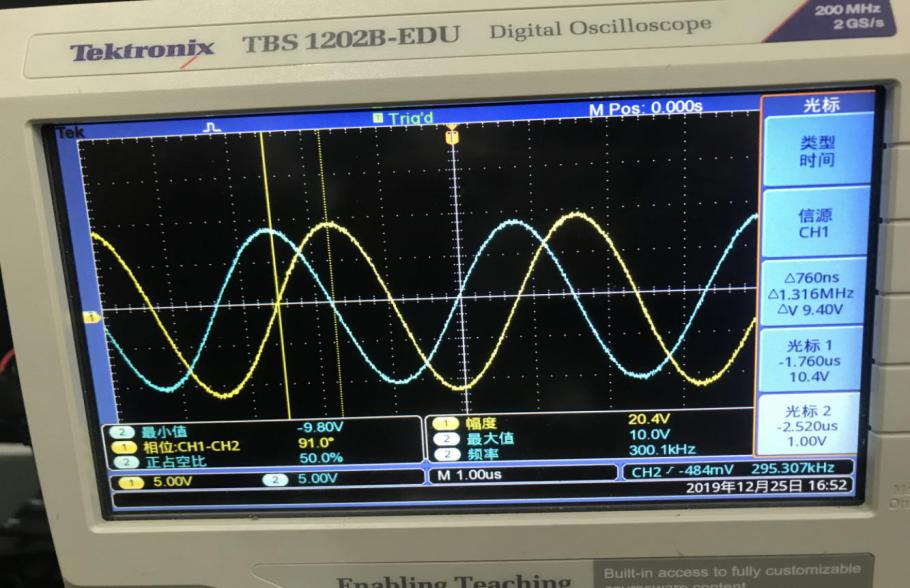 Tektronix TBS 1202B-EDU Digital Oscilloscope
200 MHz
2 GS/s
Tek Trig'd M Pos: 0.000s
光标
类型
时间
信源
CH1
△760ns
△1.316MHz
△V 9.40V
光标 1
-1.760us
10.4V
光标 2
-2.520us
1.00V
1
2 最小值 -9.80V
1 相位:CH1-CH2 91.0°
2 正占空比 50.0%
1 幅度 20.4V
2 最大值 10.0V
2 频率 300.1kHz
1 5.00V 2 5.00V M 1.00us CH2 -484mV 295.307kHz
2019年12月25日 16:52
Enabling Teaching
Built-in access to fully customizable
courseware content